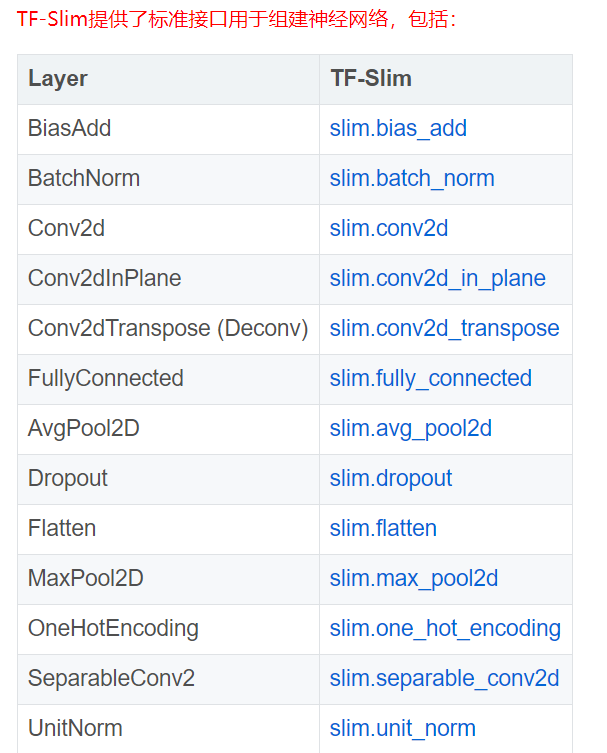 TF-Slim提供了标准接口用于组建神经网络，包括：
Layer TF-Slim
BiasAdd slim.bias_add
BatchNorm slim.batch_norm
Conv2d slim.conv2d
Conv2dInPlane slim.conv2d_in_plane
Conv2dTranspose (Deconv) slim.conv2d_transpose
FullyConnected slim.fully_connected
AvgPool2D slim.avg_pool2d
Dropout slim.dropout
Flatten slim.flatten
MaxPool2D slim.max_pool2d
OneHotEncoding slim.one_hot_encoding
SeparableConv2 slim.separable_conv2d
UnitNorm slim.unit_norm